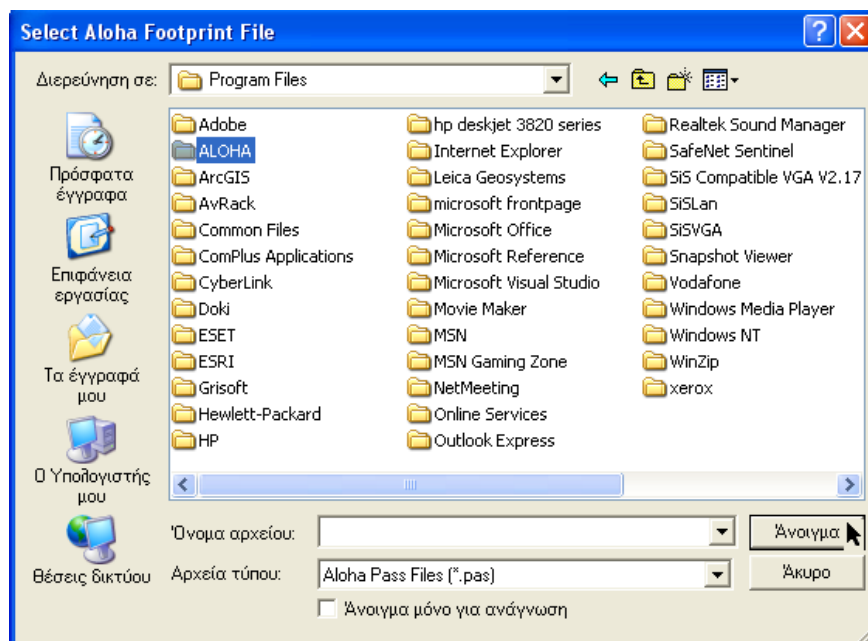 Select Aloha Footprint File
Διερεύνηση σε:
Program Files
Πρόσφατα
έγγραφα
Επιφάνεια
εργασίας
Τα έγγραφά
μου
Ο Υπολογιστής
μου
Θέσεις δικτύου
Adobe
ALOHA
ArcGIS
AvRack
Common Files
ComPlus Applications
CyberLink
Doki
ESET
ESRI
Grisoft
Hewlett-Packard
HP
hp deskjet 3820 series
Internet Explorer
Leica Geosystems
microsoft frontpage
Microsoft Office
Microsoft Reference
Microsoft Visual Studio
Movie Maker
MSN
MSN Gaming Zone
NetMeeting
Online Services
Outlook Express
Realtek Sound Manager
SafeNet Sentinel
SiS Compatible VGA V2.17
SiSLan
SiSVGA
Snapshot Viewer
Vodafone
Windows Media Player
Windows NT
WinZip
xerox
Όνομα αρχείου:
Άνοιγμα
Αρχεία τύπου:
Aloha Pass Files (*.pas)
Άκυρο
Άνοιγμα μόνο για ανάγνωση